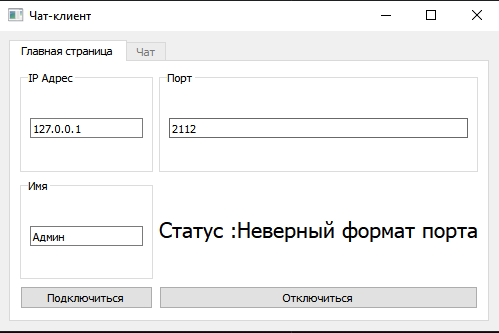 Чат-клиент
Главная страница Чат
IP Адрес Порт
127.0.0.1 2112
Имя
Админ
Статус :Неверный формат порта
Подключиться Отключиться